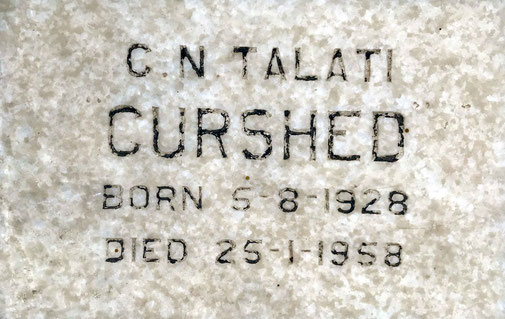 C.N.TALATI
CURSHED
BORN 5-8-1928
DIED 25-1-1958